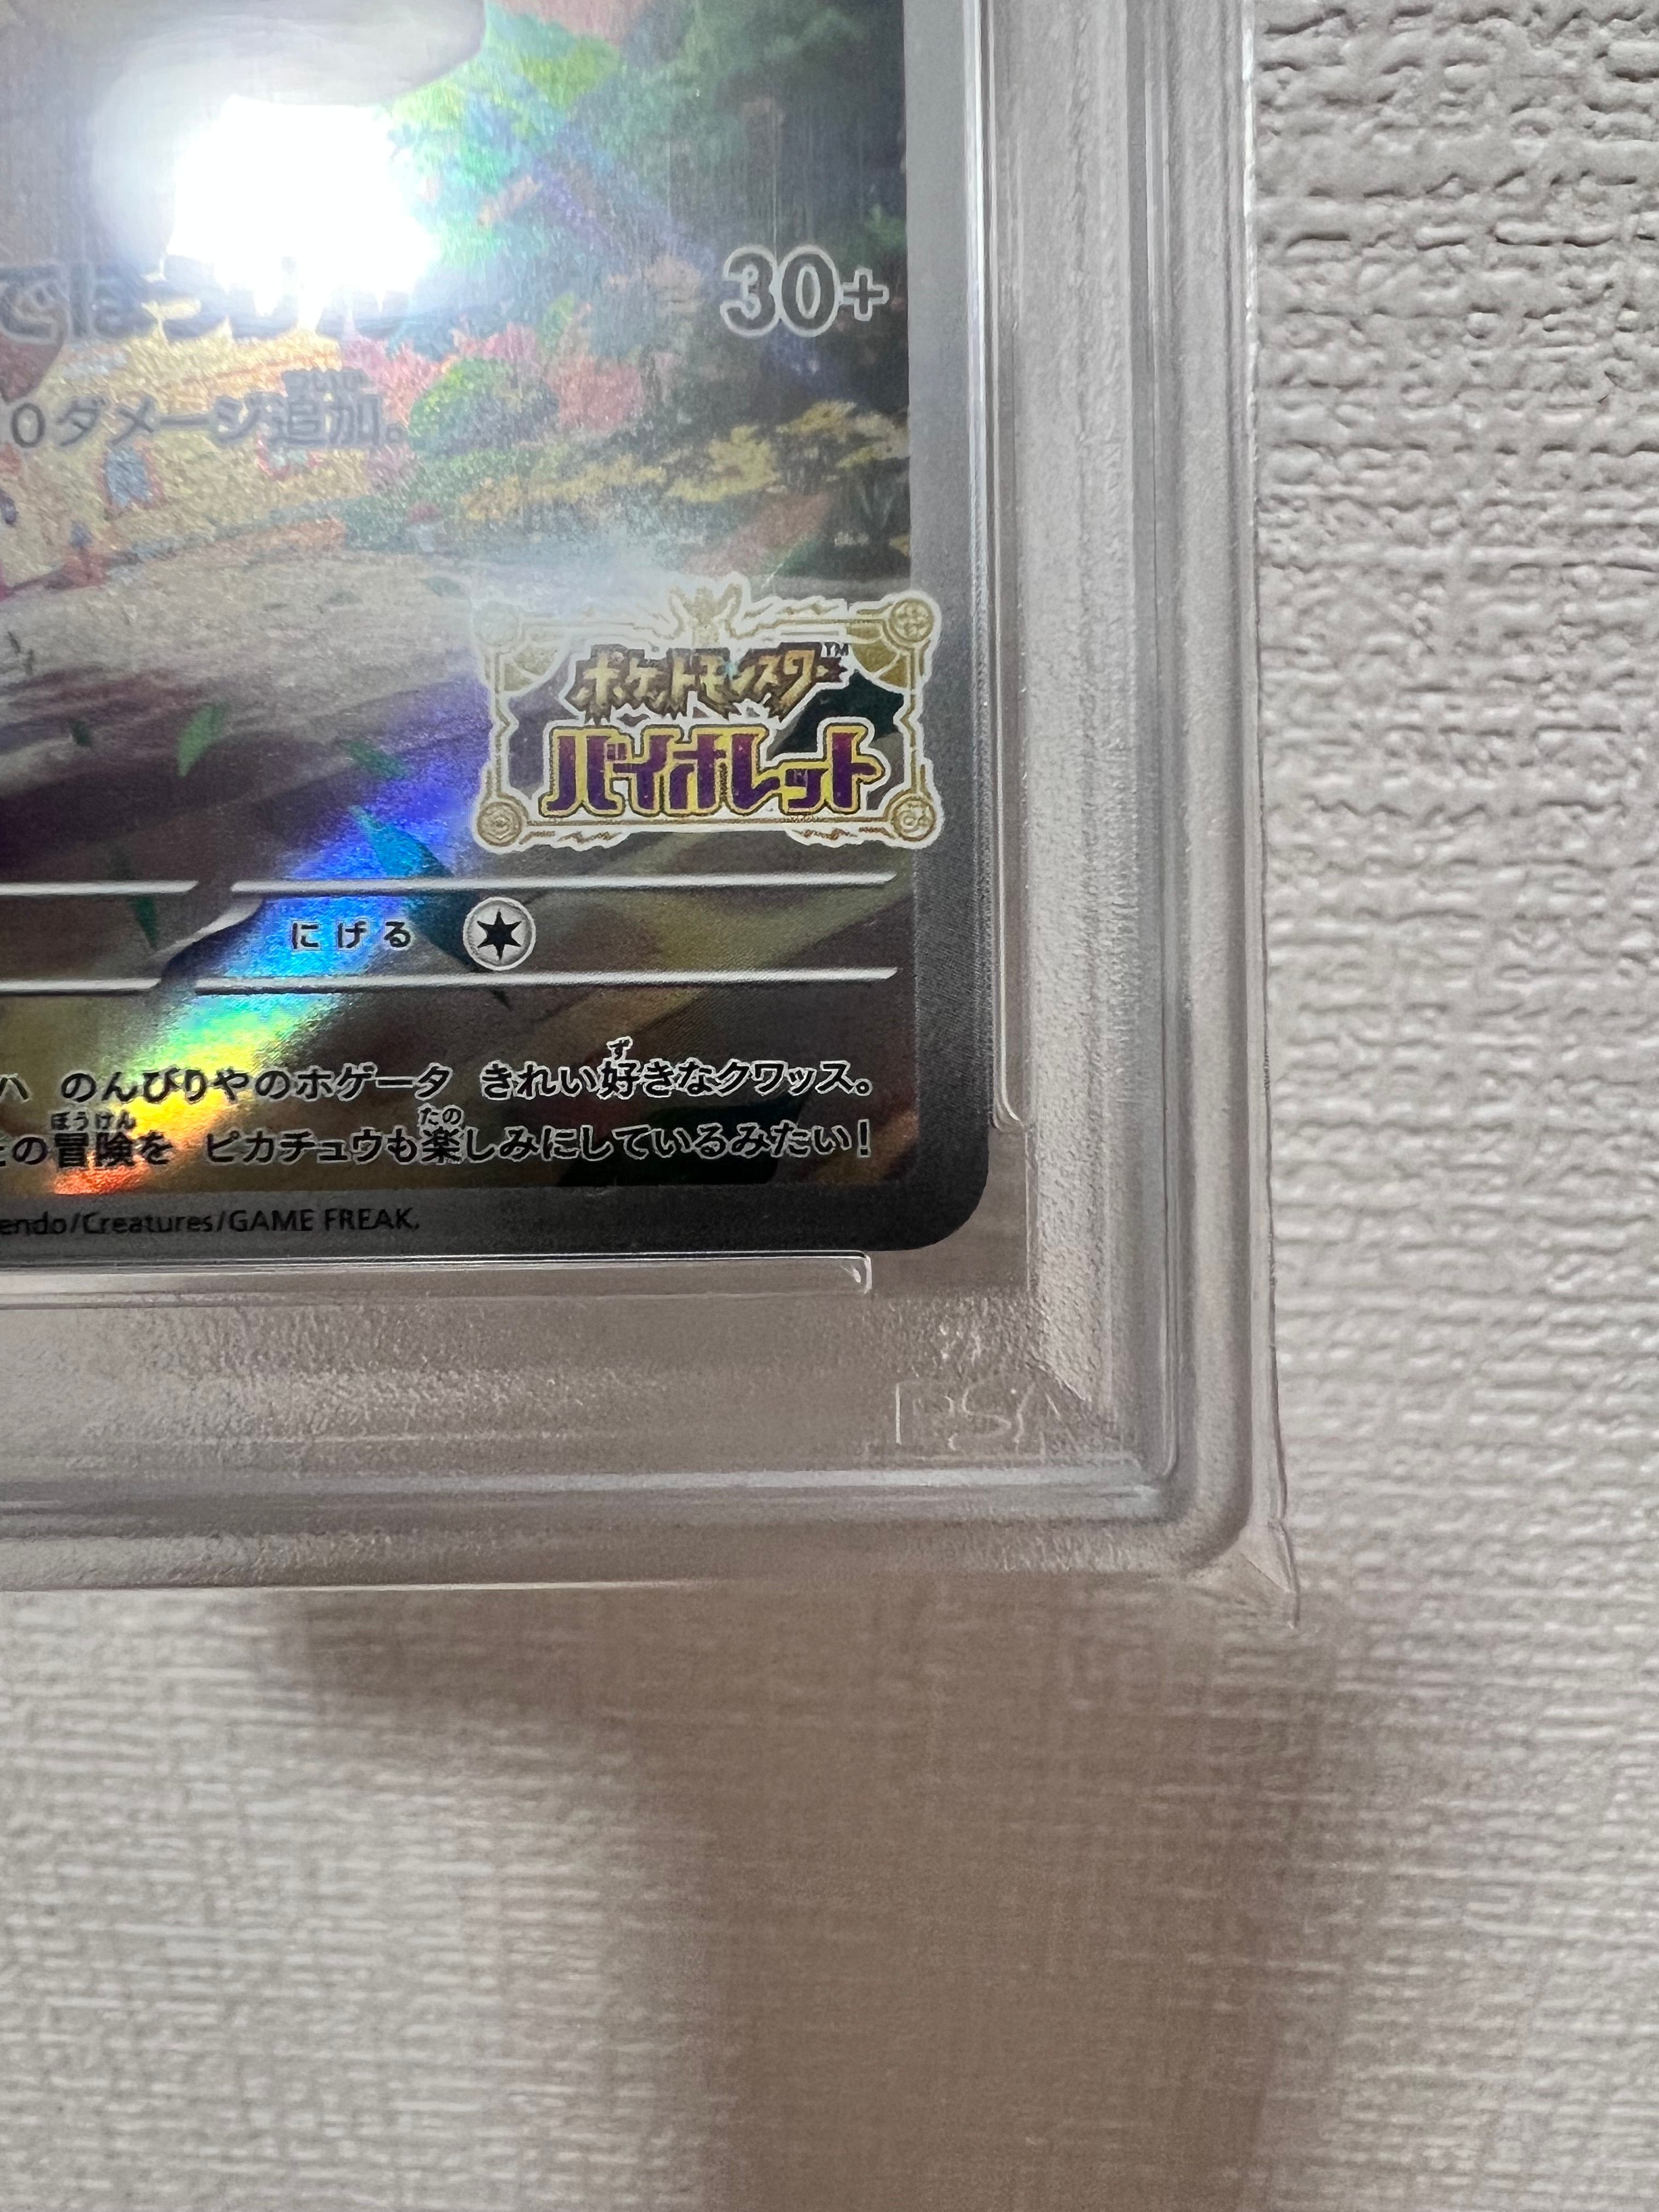 30+
0ダメージ追加。
ポケットモンスター™
バイオレット
にげる
ハ のんびりやのホゲータ きれい好きなクワッス。
の冒険を ピカチュウも楽しみにしているみたい!
endo/Creatures/GAME FREAK.
PSA